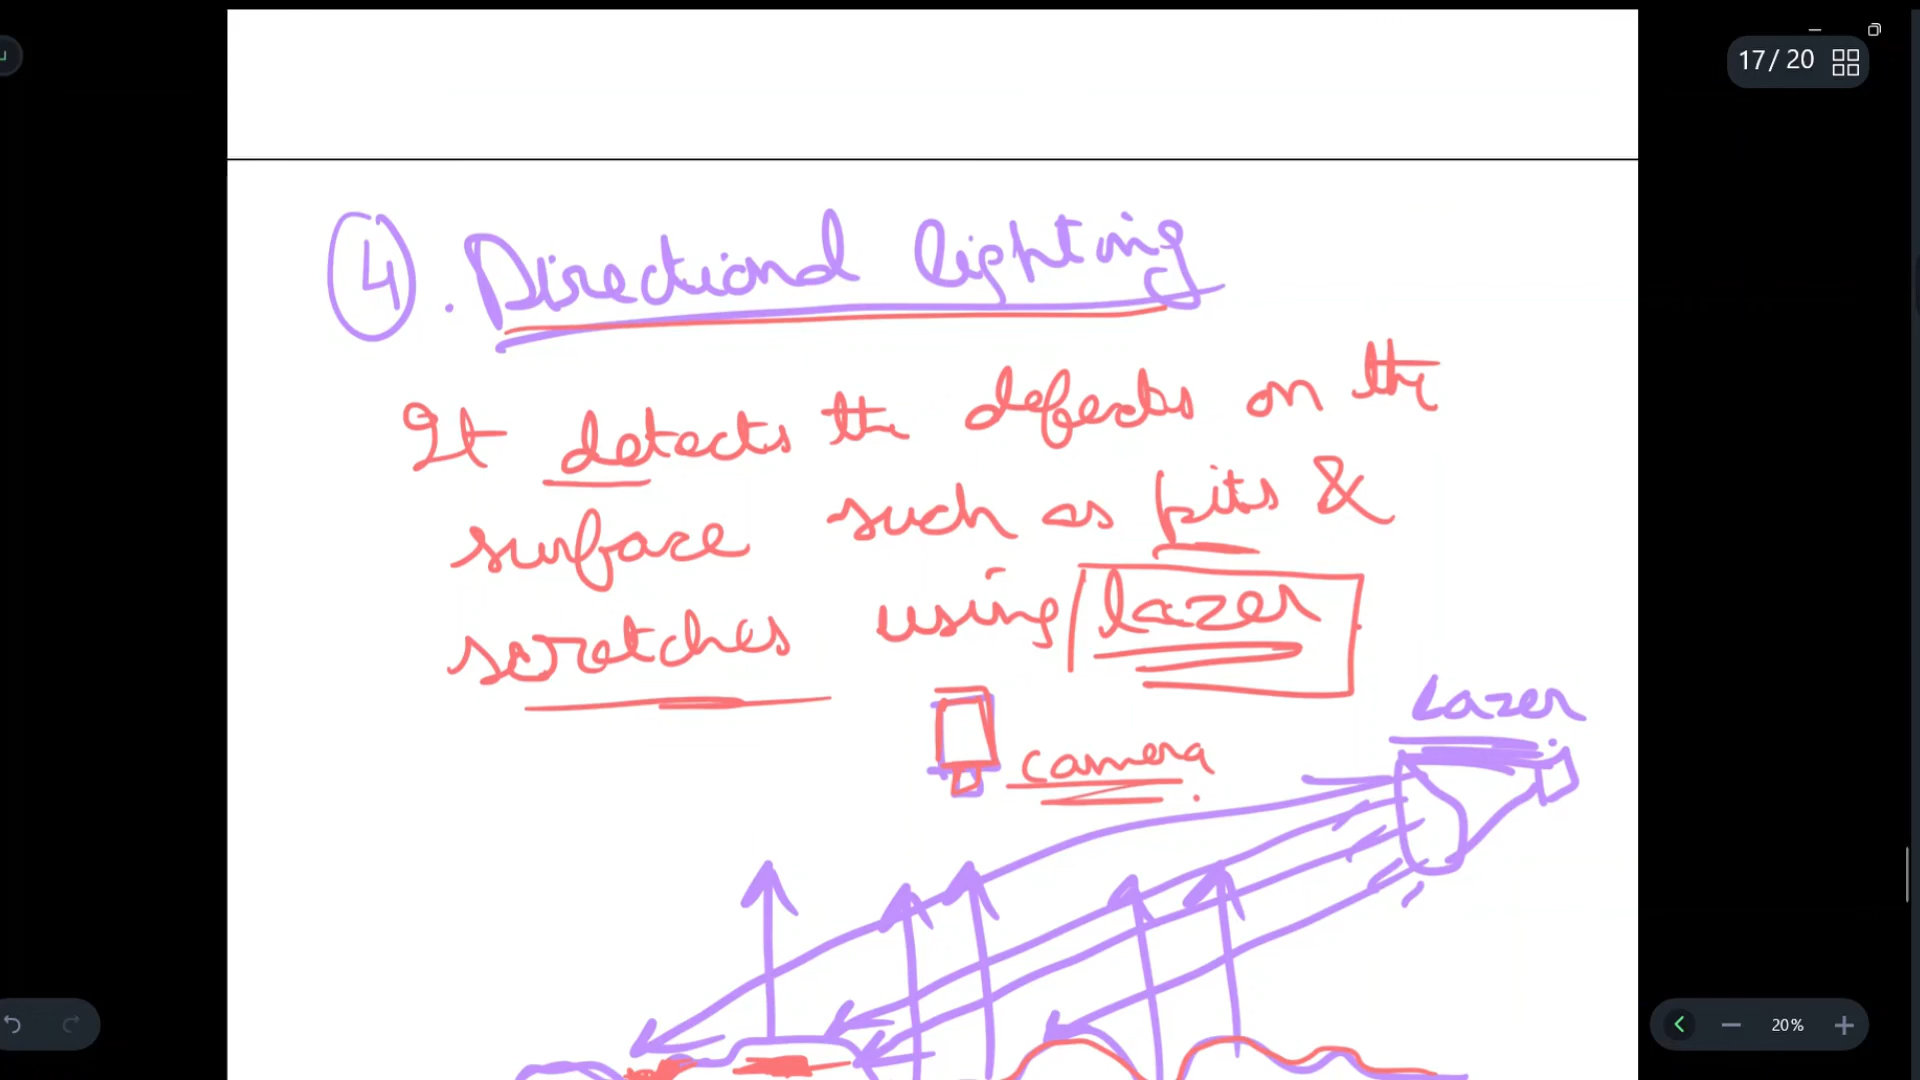 17/ 20
4. Directional lighting
It detects the defects on the
surface such as pits &
scratches using lazer
Lazer
camera
20%